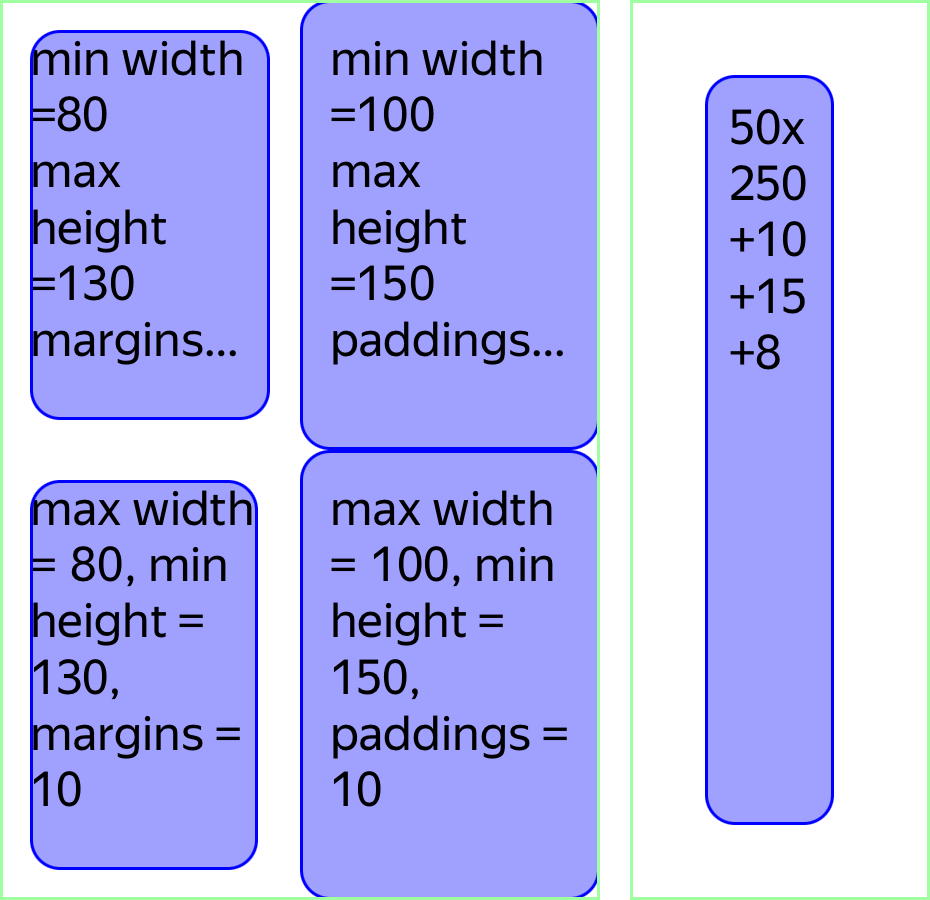 min width
=80
max
height
=130
margins...
min width
=100
max
height
=150
paddings...
max width
= 80, min
height =
130,
margins =
10
max width
= 100, min
height =
150,
paddings =
10
50x
250
+10
+15
+8